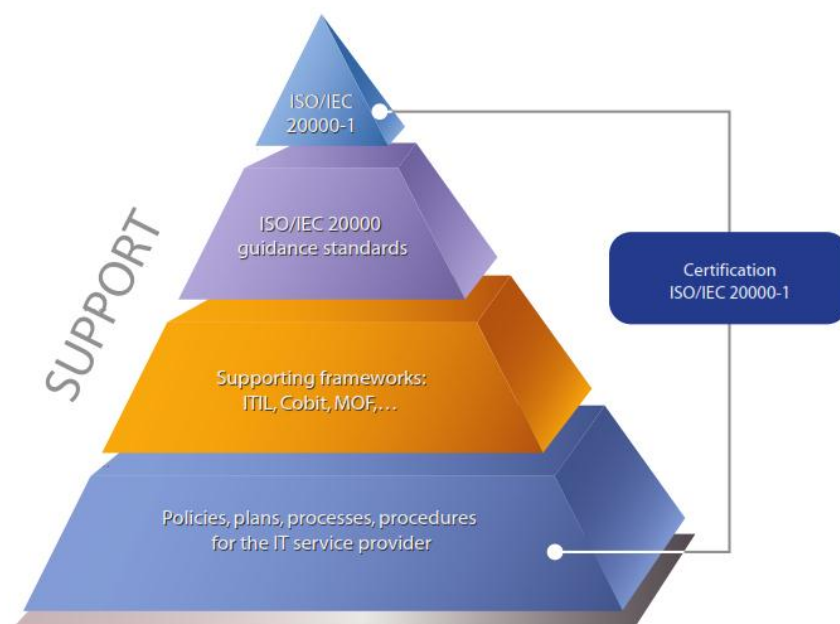 ISO/IEC
20000-1
ISO/IEC 20000
guidance standards
SUPPORT
Certification
ISO/IEC 20000-1
Supporting frameworks:
ITIL, Cobit, MOF,...
Policies, plans, processes, procedures
for the IT service provider